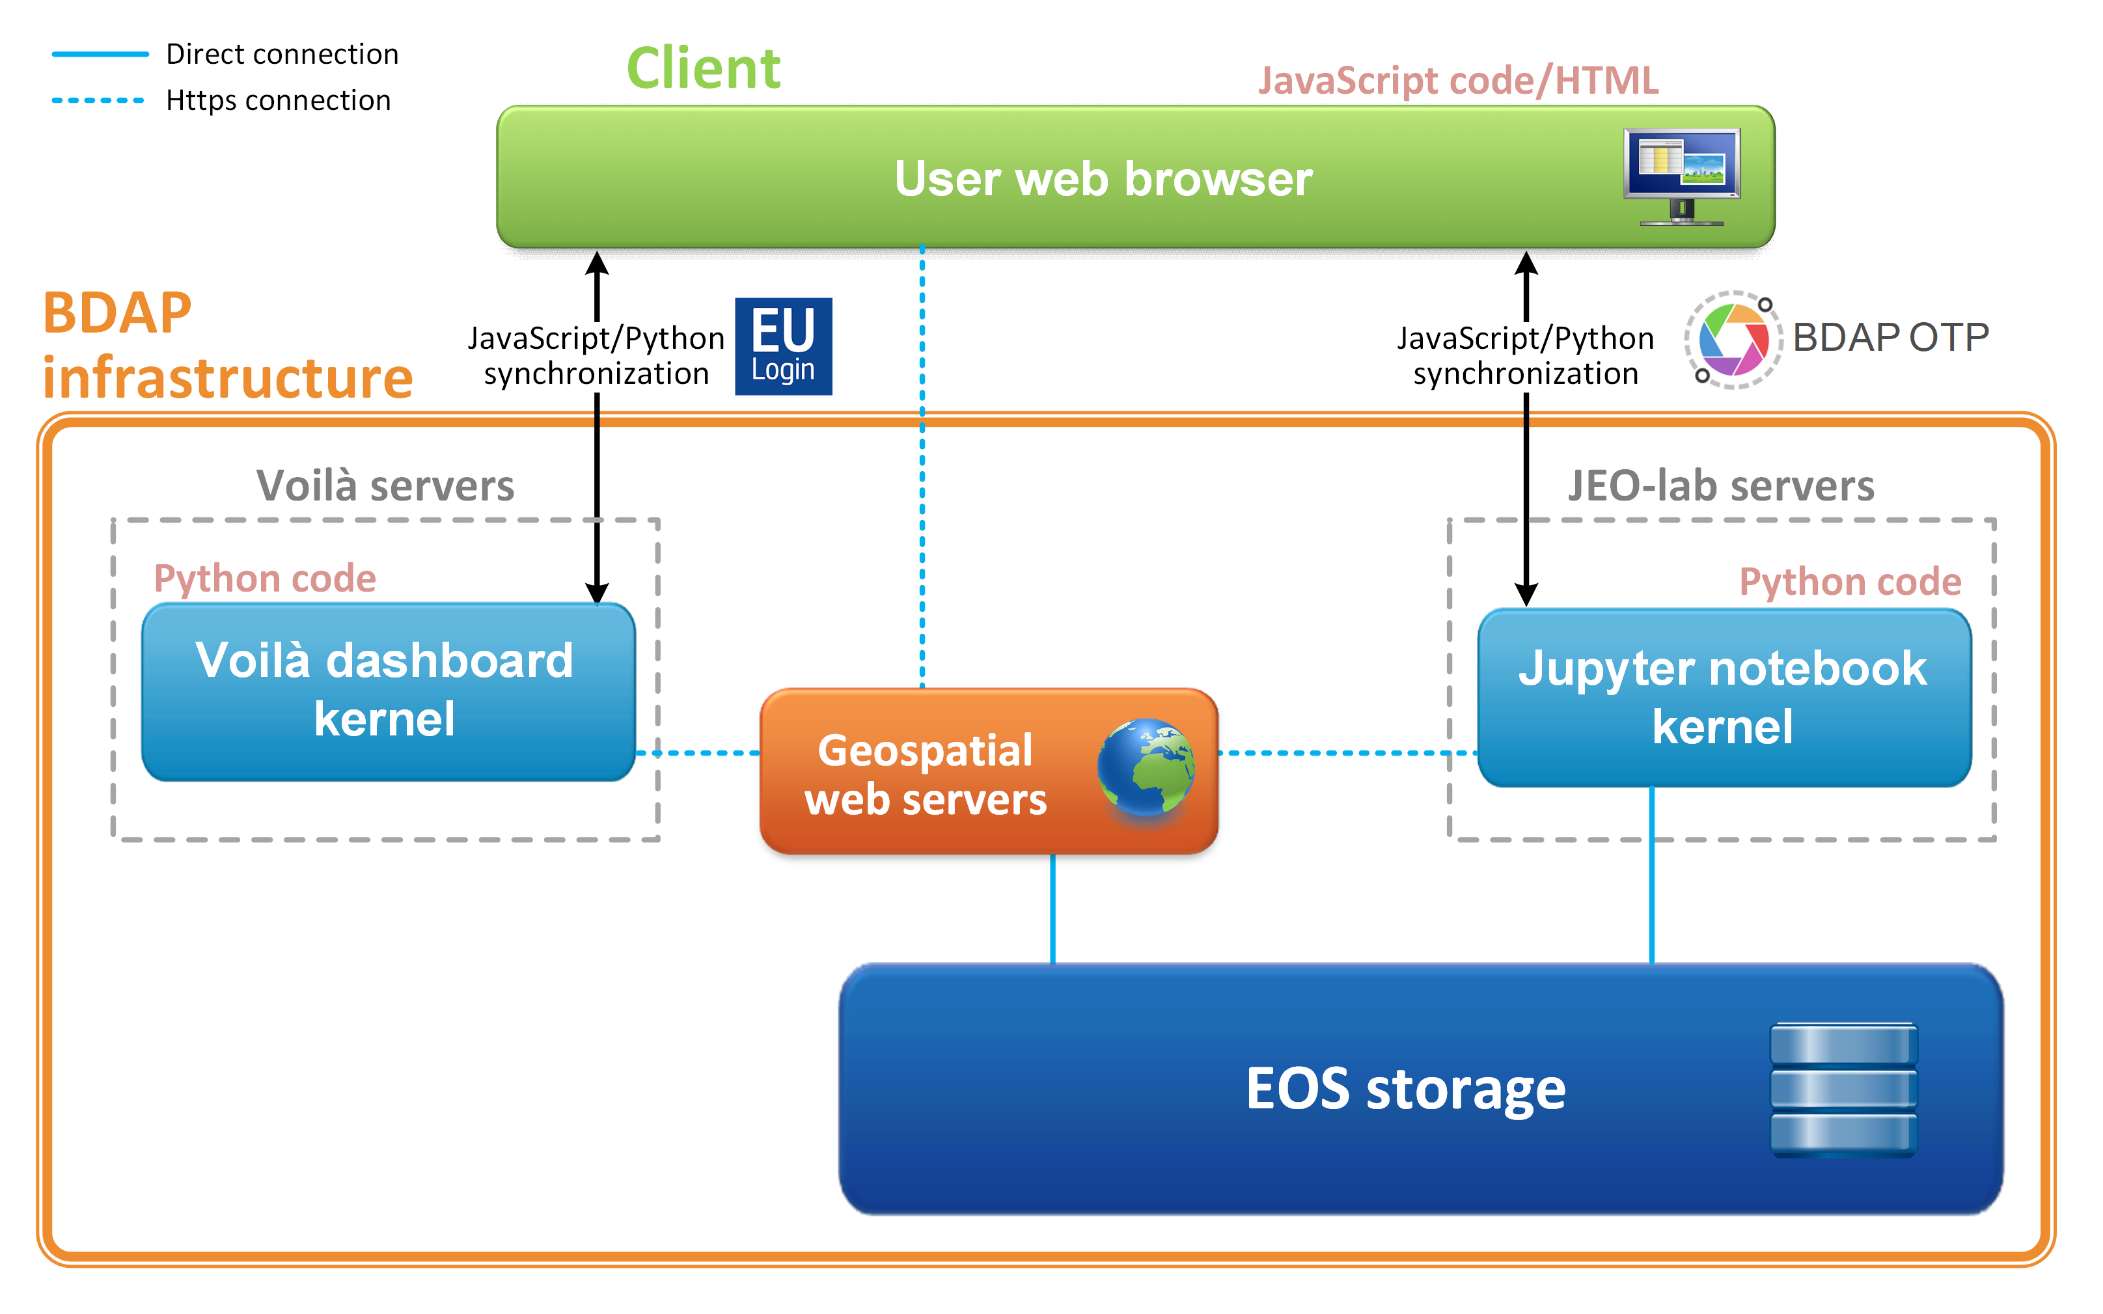 Direct connection
Https connection
Client
JavaScript code/HTML
User web browser
BDAP
infrastructure
JavaScript/Python
synchronization
EU
Login
JavaScript/Python
synchronization
BDAP OTP
Voilà servers
JEO-lab servers
Python code
Python code
Voilà dashboard
kernel
Jupyter notebook
kernel
Geospatial
web servers
EOS storage